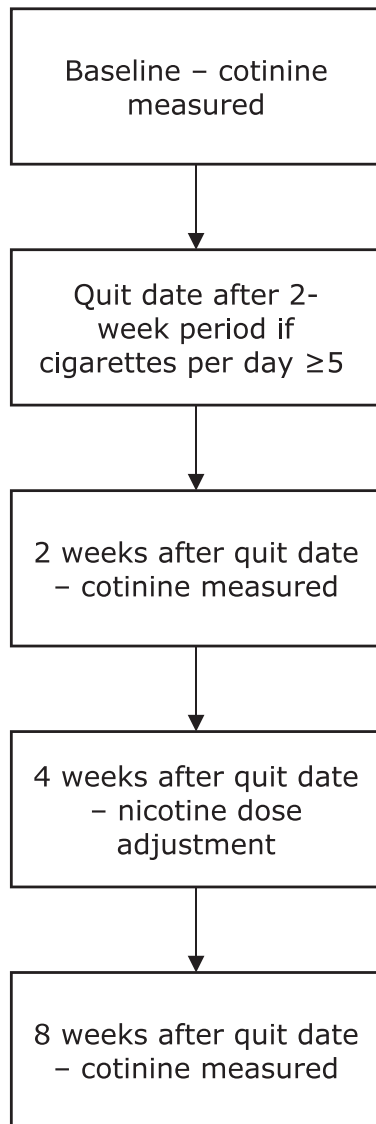 Baseline – cotinine
measured
Quit date after 2-
week period if
cigarettes per day ≥5
2 weeks after quit date
– cotinine measured
4 weeks after quit date
– nicotine dose
adjustment
8 weeks after quit date
– cotinine measured